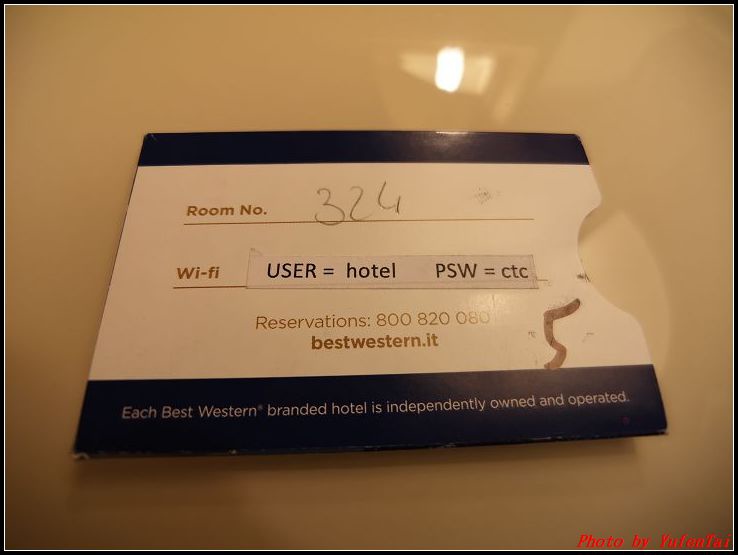 Room No. 324
Wi-fi USER = hotel PSW = ctc
Reservations: 800 820 080
5
bestwestern.it
Each Best Western® branded hotel is independently owned and operated.
Photo by YufenTai